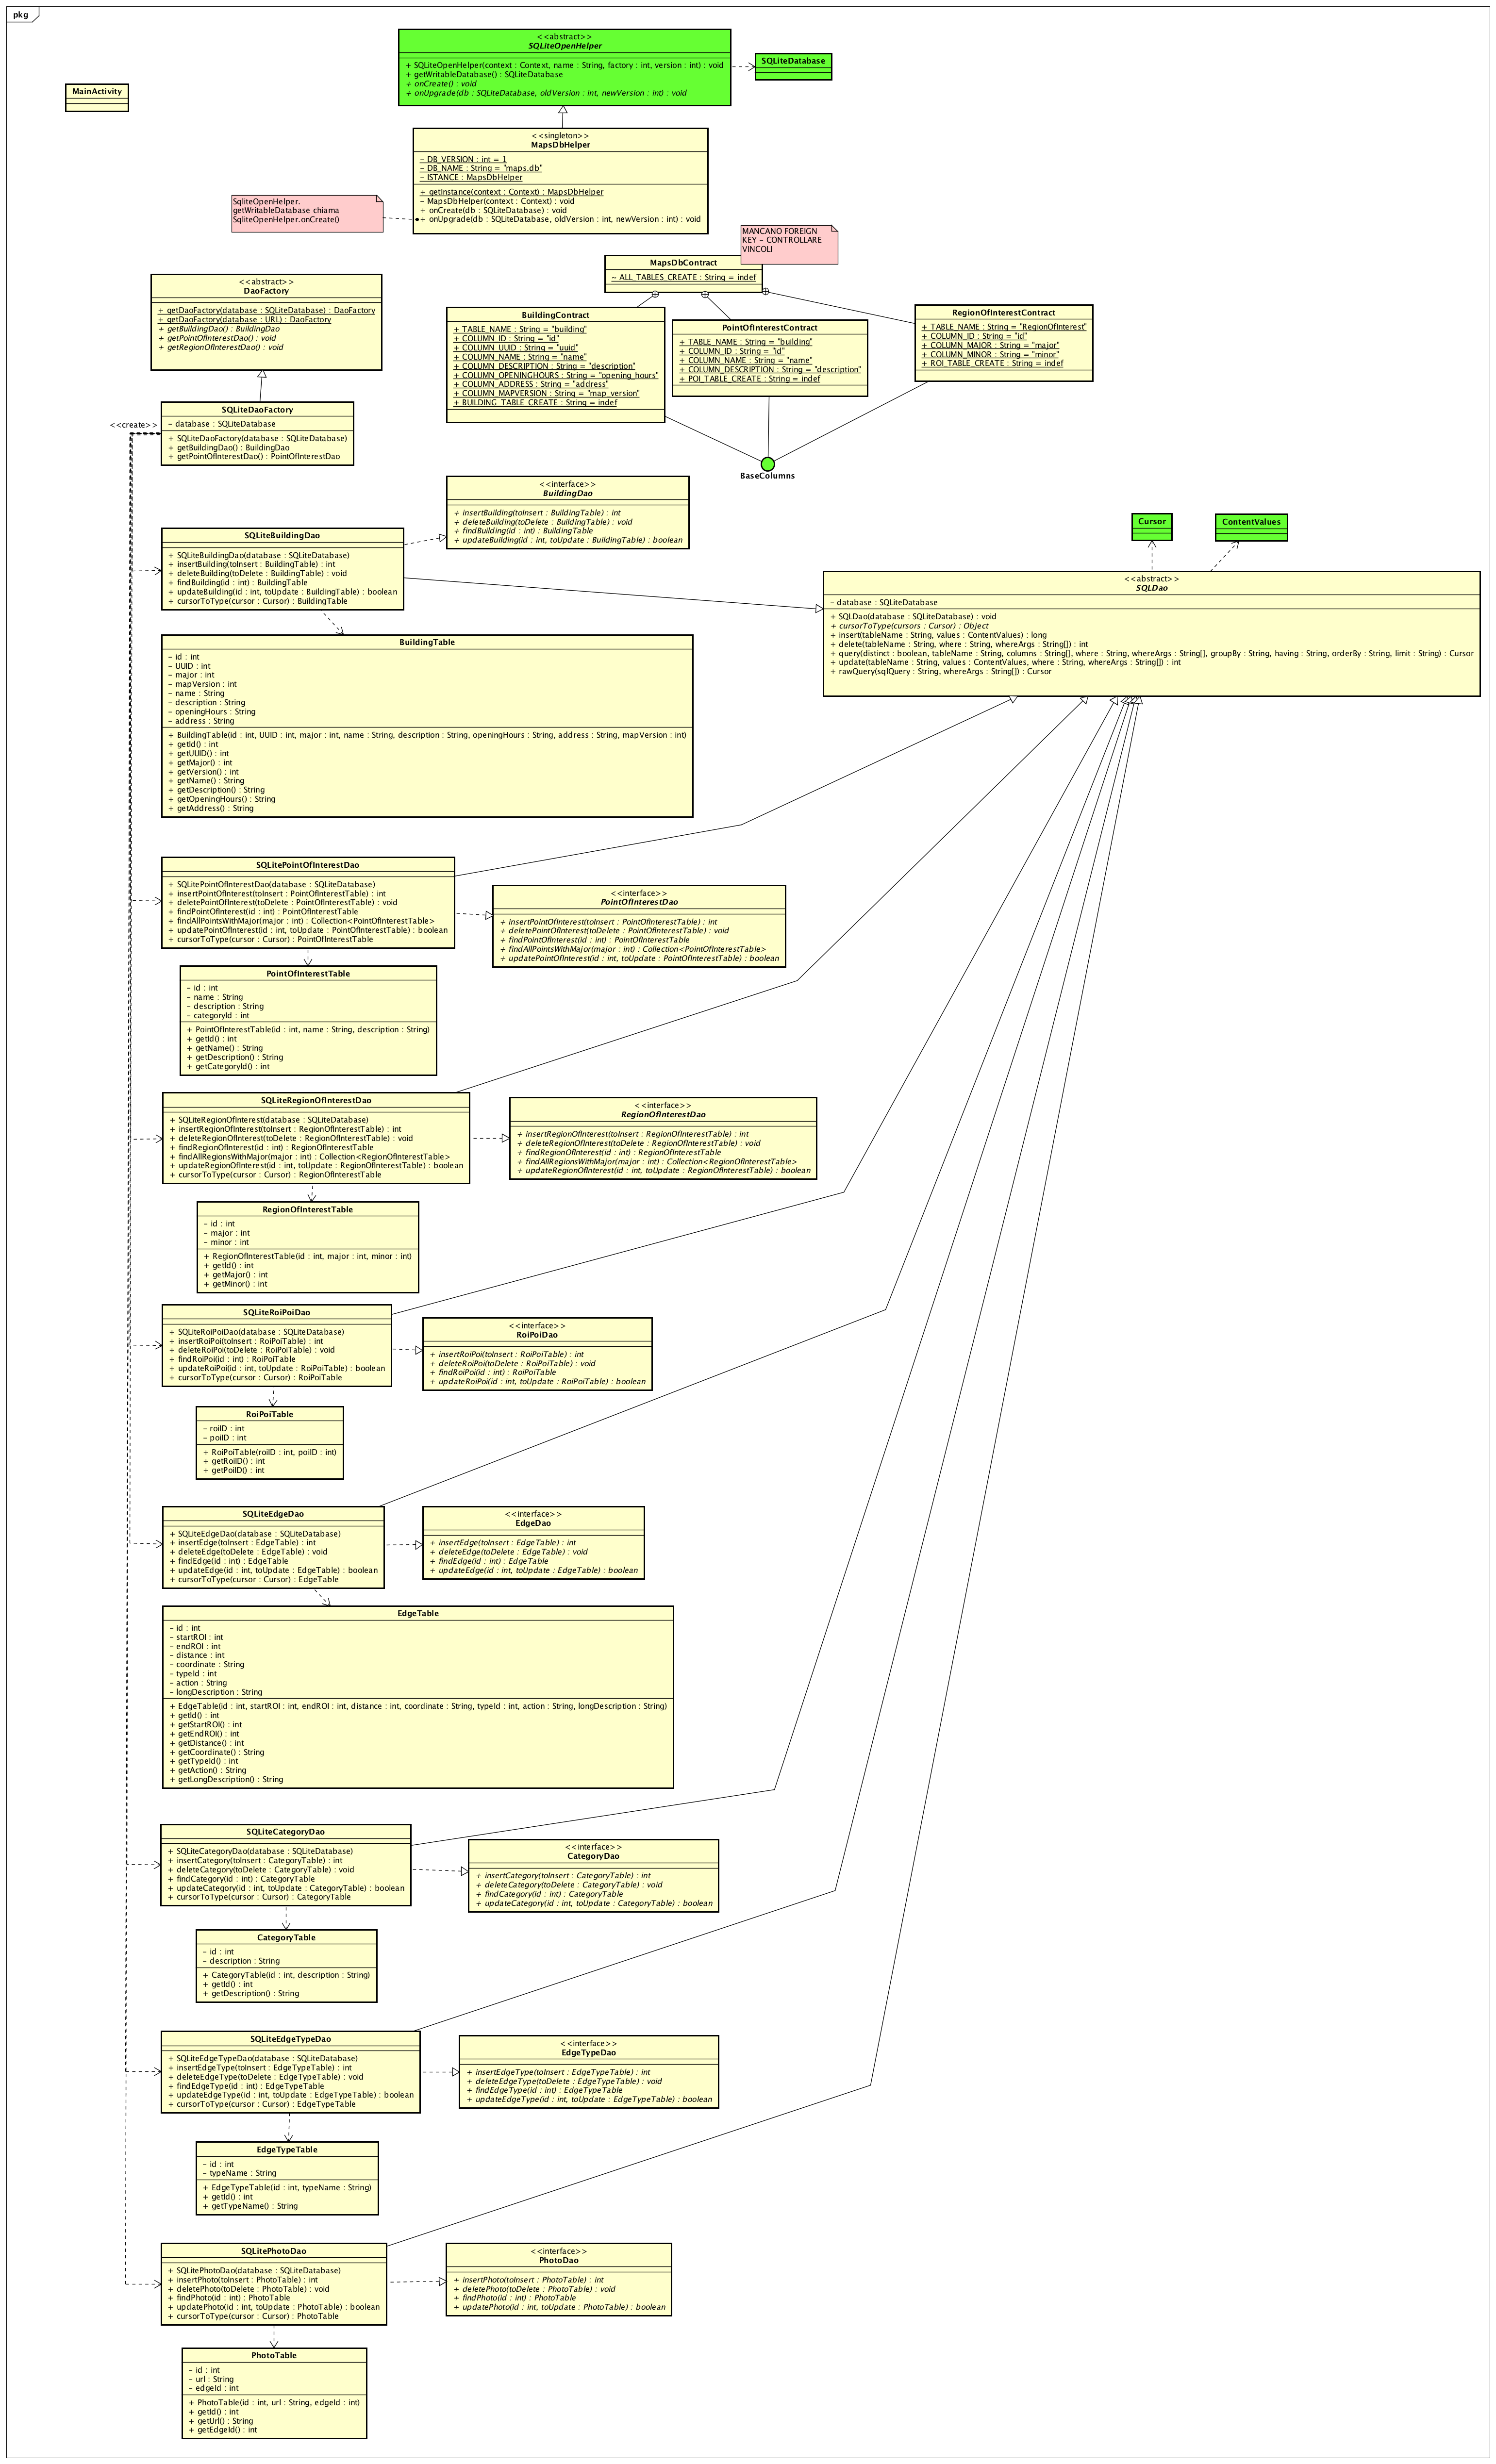 pkg
<<abstract>>
SQLiteOpenHelper
+ SQLiteOpenHelper(context : Context, name : String, factory : int, version : int) : void
+ getWritableDatabase() : SQLiteDatabase
+ onCreate() : void
+ onUpgrade(db : SQLiteDatabase, oldVersion : int, newVersion : int) : void
SQLiteDatabase
MainActivity
<<singleton>>
MapsDbHelper
- DB_VERSION : int = 1
- DB_NAME : String = "maps.db"
- ISTANCE : MapsDbHelper
+ getInstance(context : Context) : MapsDbHelper
- MapsDbHelper(context : Context) : void
+ onCreate(db : SQLiteDatabase) : void
+ onUpgrade(db : SQLiteDatabase, oldVersion : int, newVersion : int) : void
SqliteOpenHelper.
getWritableDatabase chiama
SqliteOpenHelper.onCreate()
MANCANO FOREIGN
KEY - CONTROLLARE
VINCOLI
MapsDbContract
- ALL_TABLES_CREATE : String = indef
<<abstract>>
DaoFactory
+ getDaoFactory(database : SQLiteDatabase) : DaoFactory
+ getDaoFactory(database : URL) : DaoFactory
+ getBuildingDao() : BuildingDao
+ getPointOfInterestDao() : void
+ getRegionOfInterestDao() : void
BuildingContract
+ TABLE_NAME : String = "building"
+ COLUMN_ID : String = "id"
+ COLUMN_UUID : String = "uuid"
+ COLUMN_NAME : String = "name"
+ COLUMN_DESCRIPTION : String = "description"
+ COLUMN_OPENINGHOURS : String = "opening_hours"
+ COLUMN_ADDRESS : String = "address"
+ COLUMN_MAPVERSION : String = "map_version"
+ BUILDING_TABLE_CREATE : String = indef
PointOfInterestContract
+ TABLE_NAME : String = "building"
+ COLUMN_ID : String = "id"
+ COLUMN_NAME : String = "name"
+ COLUMN_DESCRIPTION : String = "description"
+ POI_TABLE_CREATE : String = indef
RegionOfInterestContract
+ TABLE_NAME : String = "RegionOfInterest"
+ COLUMN_ID : String = "id"
+ COLUMN_MAJOR : String = "major"
+ COLUMN_MINOR : String = "minor"
+ ROI_TABLE_CREATE : String = indef
BaseColumns
SQLiteDaoFactory
- database : SQLiteDatabase
+ SQLiteDaoFactory(database : SQLiteDatabase)
+ getBuildingDao() : BuildingDao
+ getPointOfInterestDao() : PointOfInterestDao
<<create>>
<<interface>>
BuildingDao
+ insertBuilding(toInsert : BuildingTable) : int
+ deleteBuilding(toDelete : BuildingTable) : void
+ findBuilding(id : int) : BuildingTable
+ updateBuilding(id : int, toUpdate : BuildingTable) : boolean
SQLiteBuildingDao
+ SQLiteBuildingDao(database : SQLiteDatabase)
+ insertBuilding(toInsert : BuildingTable) : int
+ deleteBuilding(toDelete : BuildingTable) : void
+ findBuilding(id : int) : BuildingTable
+ updateBuilding(id : int, toUpdate : BuildingTable) : boolean
+ cursorToType(cursor : Cursor) : BuildingTable
Cursor
ContentValues
<<abstract>>
SQLDao
- database : SQLiteDatabase
+ SQLDao(database : SQLiteDatabase) : void
+ cursorToType(cursors : Cursor) : Object
+ insert(tableName : String, values : ContentValues) : long
+ delete(tableName : String, where : String, whereArgs : String[]) : int
+ query(distinct : boolean, tableName : String, columns : String[], where : String, whereArgs : String[], groupBy : String, having : String, orderBy : String, limit : String) : Cursor
+ update(tableName : String, values : ContentValues, where : String, whereArgs : String[]) : int
+ rawQuery(sqlQuery : String, whereArgs : String[]) : Cursor
BuildingTable
- id : int
- UUID : int
- major : int
- mapVersion : int
- name : String
- description : String
- openingHours : String
- address : String
+ BuildingTable(id : int, UUID : int, major : int, name : String, description : String, openingHours : String, address : String, mapVersion : int)
+ getId() : int
+ getUUID() : int
+ getMajor() : int
+ getVersion() : int
+ getName() : String
+ getDescription() : String
+ getOpeningHours() : String
+ getAddress() : String
SQLitePointOfInterestDao
+ SQLitePointOfInterestDao(database : SQLiteDatabase)
+ insertPointOfInterest(toInsert : PointOfInterestTable) : int
+ deletePointOfInterest(toDelete : PointOfInterestTable) : void
+ findPointOfInterest(id : int) : PointOfInterestTable
+ findAllPointsWithMajor(major : int) : Collection<PointOfInterestTable>
+ updatePointOfInterest(id : int, toUpdate : PointOfInterestTable) : boolean
+ cursorToType(cursor : Cursor) : PointOfInterestTable
<<interface>>
PointOfInterestDao
+ insertPointOfInterest(toInsert : PointOfInterestTable) : int
+ deletePointOfInterest(toDelete : PointOfInterestTable) : void
+ findPointOfInterest(id : int) : PointOfInterestTable
+ findAllPointsWithMajor(major : int) : Collection<PointOfInterestTable>
+ updatePointOfInterest(id : int, toUpdate : PointOfInterestTable) : boolean
PointOfInterestTable
- id : int
- name : String
- description : String
- categoryId : int
+ PointOfInterestTable(id : int, name : String, description : String)
+ getId() : int
+ getName() : String
+ getDescription() : String
+ getCategoryId() : int
SQLiteRegionOfInterestDao
+ SQLiteRegionOfInterest(database : SQLiteDatabase)
+ insertRegionOfInterest(toInsert : RegionOfInterestTable) : int
+ deleteRegionOfInterest(toDelete : RegionOfInterestTable) : void
+ findRegionOfInterest(id : int) : RegionOfInterestTable
+ findAllRegionsWithMajor(major : int) : Collection<RegionOfInterestTable>
+ updateRegionOfInterest(id : int, toUpdate : RegionOfInterestTable) : boolean
+ cursorToType(cursor : Cursor) : RegionOfInterestTable
<<interface>>
RegionOfInterestDao
+ insertRegionOfInterest(toInsert : RegionOfInterestTable) : int
+ deleteRegionOfInterest(toDelete : RegionOfInterestTable) : void
+ findRegionOfInterest(id : int) : RegionOfInterestTable
+ findAllRegionsWithMajor(major : int) : Collection<RegionOfInterestTable>
+ updateRegionOfInterest(id : int, toUpdate : RegionOfInterestTable) : boolean
RegionOfInterestTable
- id : int
- major : int
- minor : int
+ RegionOfInterestTable(id : int, major : int, minor : int)
+ getId() : int
+ getMajor() : int
+ getMinor() : int
SQLiteRoiPoiDao
+ SQLiteRoiPoiDao(database : SQLiteDatabase)
+ insertRoiPoi(toInsert : RoiPoiTable) : int
+ deleteRoiPoi(toDelete : RoiPoiTable) : void
+ findRoiPoi(id : int) : RoiPoiTable
+ updateRoiPoi(id : int, toUpdate : RoiPoiTable) : boolean
+ cursorToType(cursor : Cursor) : RoiPoiTable
<<interface>>
RoiPoiDao
+ insertRoiPoi(toInsert : RoiPoiTable) : int
+ deleteRoiPoi(toDelete : RoiPoiTable) : void
+ findRoiPoi(id : int) : RoiPoiTable
+ updateRoiPoi(id : int, toUpdate : RoiPoiTable) : boolean
RoiPoiTable
- roiID : int
- poiID : int
+ RoiPoiTable(roiID : int, poiID : int)
+ getRoiID() : int
+ getPoiID() : int
SQLiteEdgeDao
+ SQLiteEdgeDao(database : SQLiteDatabase)
+ insertEdge(toInsert : EdgeTable) : int
+ deleteEdge(toDelete : EdgeTable) : void
+ findEdge(id : int) : EdgeTable
+ updateEdge(id : int, toUpdate : EdgeTable) : boolean
+ cursorToType(cursor : Cursor) : EdgeTable
<<interface>>
EdgeDao
+ insertEdge(toInsert : EdgeTable) : int
+ deleteEdge(toDelete : EdgeTable) : void
+ findEdge(id : int) : EdgeTable
+ updateEdge(id : int, toUpdate : EdgeTable) : boolean
EdgeTable
- id : int
- startROI : int
- endROI : int
- distance : int
- coordinate : String
- typeId : int
- action : String
- longDescription : String
+ EdgeTable(id : int, startROI : int, endROI : int, distance : int, coordinate : String, typeId : int, action : String, longDescription : String)
+ getId() : int
+ getStartROI() : int
+ getEndROI() : int
+ getDistance() : int
+ getCoordinate() : String
+ getTypeId() : int
+ getAction() : String
+ getLongDescription() : String
SQLiteCategoryDao
+ SQLiteCategoryDao(database : SQLiteDatabase)
+ insertCategory(toInsert : CategoryTable) : int
+ deleteCategory(toDelete : CategoryTable) : void
+ findCategory(id : int) : CategoryTable
+ updateCategory(id : int, toUpdate : CategoryTable) : boolean
+ cursorToType(cursor : Cursor) : CategoryTable
<<interface>>
CategoryDao
+ insertCategory(toInsert : CategoryTable) : int
+ deleteCategory(toDelete : CategoryTable) : void
+ findCategory(id : int) : CategoryTable
+ updateCategory(id : int, toUpdate : CategoryTable) : boolean
CategoryTable
- id : int
- description : String
+ CategoryTable(id : int, description : String)
+ getId() : int
+ getDescription() : String
SQLiteEdgeTypeDao
+ SQLiteEdgeTypeDao(database : SQLiteDatabase)
+ insertEdgeType(toInsert : EdgeTypeTable) : int
+ deleteEdgeType(toDelete : EdgeTypeTable) : void
+ findEdgeType(id : int) : EdgeTypeTable
+ updateEdgeType(id : int, toUpdate : EdgeTypeTable) : boolean
+ cursorToType(cursor : Cursor) : EdgeTypeTable
<<interface>>
EdgeTypeDao
+ insertEdgeType(toInsert : EdgeTypeTable) : int
+ deleteEdgeType(toDelete : EdgeTypeTable) : void
+ findEdgeType(id : int) : EdgeTypeTable
+ updateEdgeType(id : int, toUpdate : EdgeTypeTable) : boolean
EdgeTypeTable
- id : int
- typeName : String
+ EdgeTypeTable(id : int, typeName : String)
+ getId() : int
+ getTypeName() : String
SQLitePhotoDao
+ SQLitePhotoDao(database : SQLiteDatabase)
+ insertPhoto(toInsert : PhotoTable) : int
+ deletePhoto(toDelete : PhotoTable) : void
+ findPhoto(id : int) : PhotoTable
+ updatePhoto(id : int, toUpdate : PhotoTable) : boolean
+ cursorToType(cursor : Cursor) : PhotoTable
<<interface>>
PhotoDao
+ insertPhoto(toInsert : PhotoTable) : int
+ deletePhoto(toDelete : PhotoTable) : void
+ findPhoto(id : int) : PhotoTable
+ updatePhoto(id : int, toUpdate : PhotoTable) : boolean
PhotoTable
- id : int
- url : String
- edgeId : int
+ PhotoTable(id : int, url : String, edgeId : int)
+ getId() : int
+ getUrl() : String
+ getEdgeId() : int